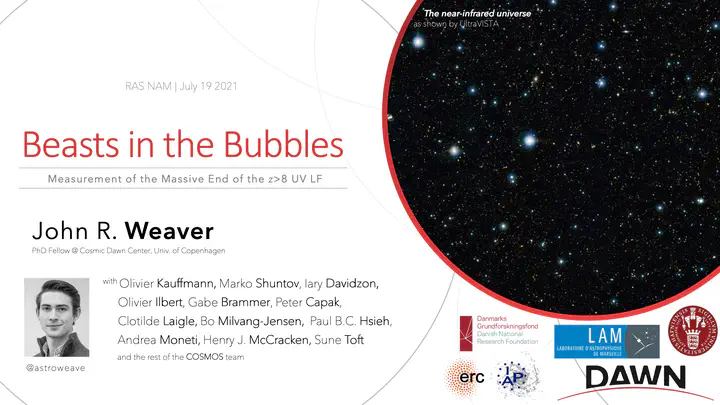 The near-infrared universe
as shown by UltraVISTA
RAS NAM | July 19 2021
Beasts in the Bubbles
Measurement of the Massive End of the z>8 UV LF
John R. Weaver
PhD Fellow @ Cosmic Dawn Center, Univ. of Copenhagen
with Olivier Kauffmann, Marko Shuntov, Iary Davidzon,
Olivier Ilbert, Gabe Brammer, Peter Capak,
Clotilde Laigle, Bo Milvang-Jensen, Paul B.C. Hsieh,
Andrea Moneti, Henry J. McCracken, Sune Toft
and the rest of the COSMOS team
@astroweave
Danmarks
Grundforskningsfond
Danish National
Research Foundation
LAM
LABORATOIRE D'ASTROPHYSIQUE
DE MARSEILLE
erc
IAP
DAWN